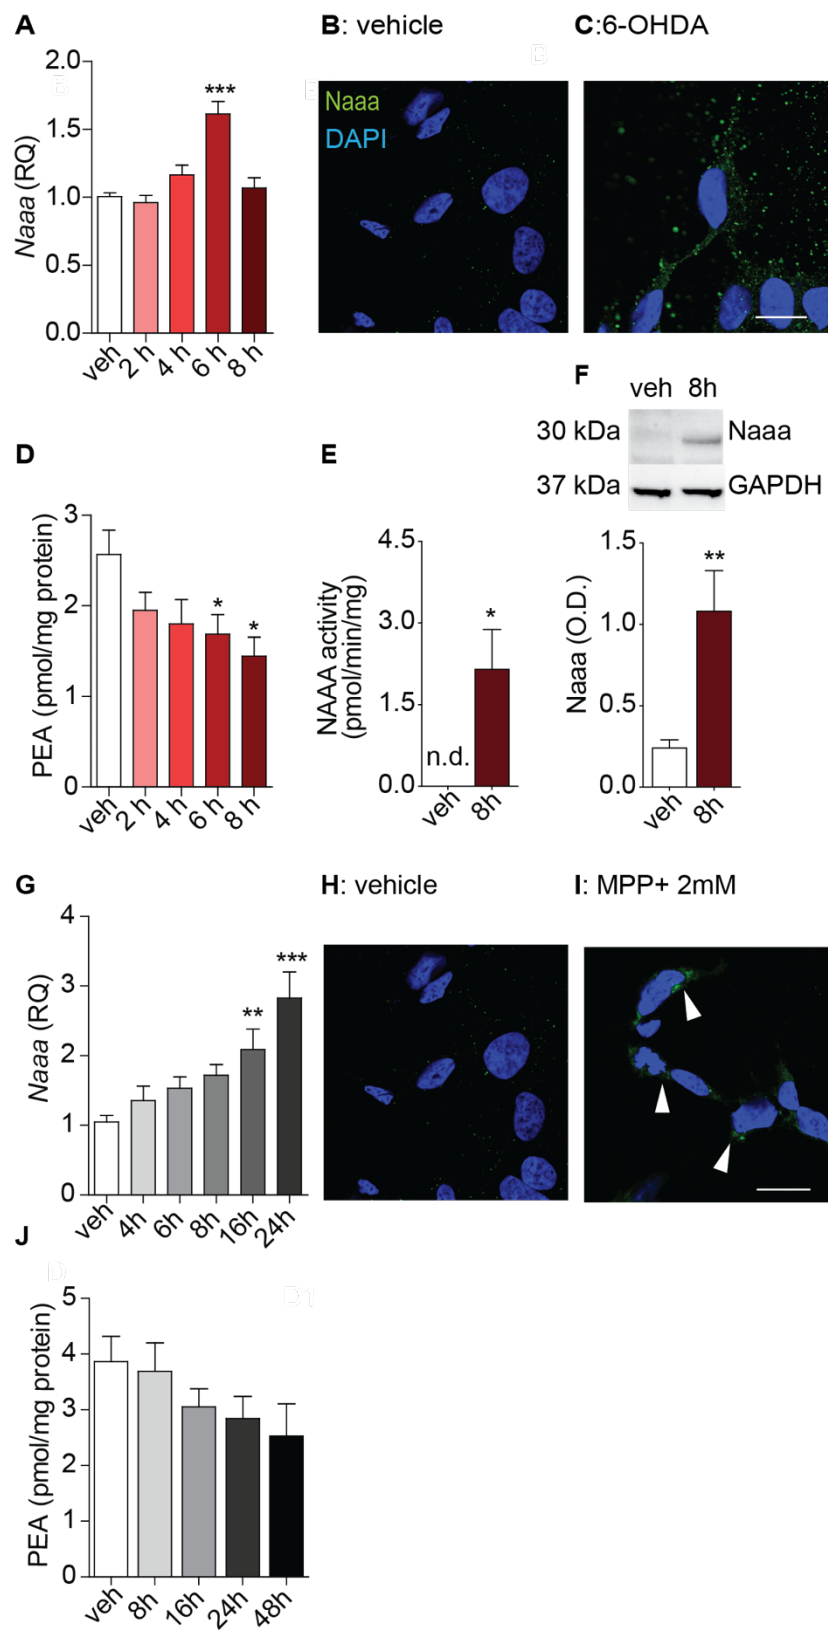 A
B: vehicle
C:6-OHDA
2.0
1.5
1.0
0.5
0.0
Naaa (RQ)
***
veh
2 h
4 h
6 h
8 h
Naaa
DAPI
B
F
veh 8h
30 kDa Naaa
37 kDa GAPDH
D
3
2
1
0
PEA (pmol/mg protein)
*
*
veh
2 h
4 h
6 h
8 h
E
4.5
3.0
1.5
0.0
NAAA activity
(pmol/min/mg)
n.d.
*
veh
8h
1.5
1.0
0.5
0.0
Naaa (O.D.)
**
veh
8h
G
H: vehicle
I: MPP+ 2mM
4
3
2
1
0
Naaa (RQ)
**
***
veh
4h
6h
8h
16h
24h
J
D
D1
5
4
3
2
1
0
PEA (pmol/mg protein)
veh
8h
16h
24h
48h